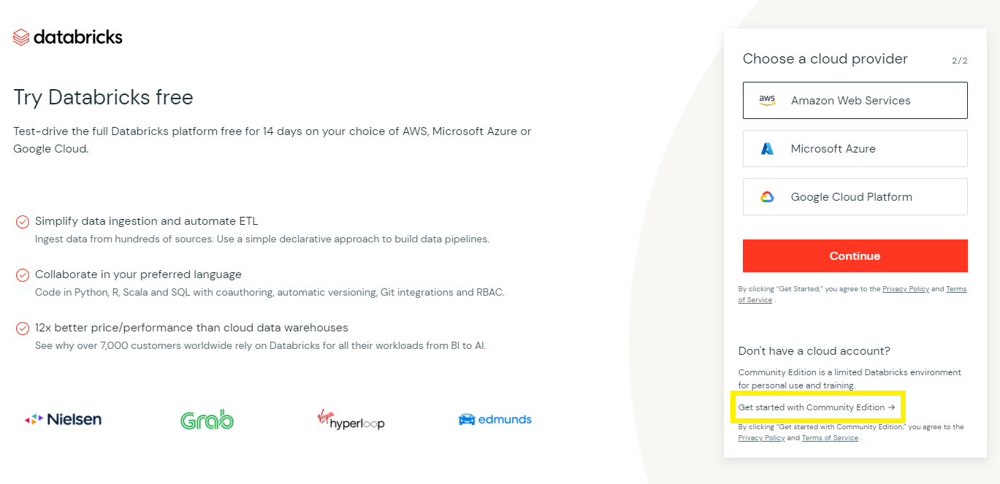 databricks
Try Databricks free
Test-drive the full Databricks platform free for 14 days on your choice of AWS, Microsoft Azure or
Google Cloud.
Simplify data ingestion and automate ETL
Ingest data from hundreds of sources. Use a simple declarative approach to build data pipelines.
Collaborate in your preferred language
Code in Python, R, Scala and SQL with coauthoring, automatic versioning, Git integrations and RBAC.
12x better price/performance than cloud data warehouses
See why over 7,000 customers worldwide rely on Databricks for all their workloads from BI to AI.
Nielsen
Grab
Virgin
hyperloop
edmunds
Choose a cloud provider 2/2
aws Amazon Web Services
Microsoft Azure
Google Cloud Platform
Continue
By clicking “Get Started,” you agree to the Privacy Policy and Terms
of Service .
Don't have a cloud account?
Community Edition is a limited Databricks environment
for personal use and training.
Get started with Community Edition →
By clicking “Get started with Community Edition,” you agree to the
Privacy Policy and Terms of Service .